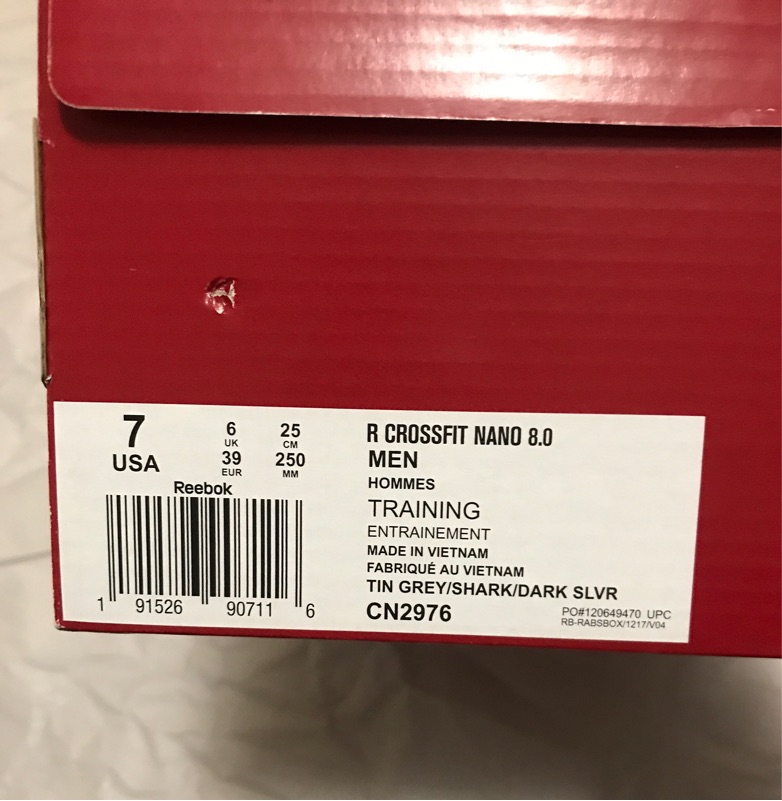 7
USA
6
UK
39
EUR
25
CM
250
MM
Reebok
1 91526 90711 6
R CROSSFIT NANO 8.0
MEN
HOMMES
TRAINING
ENTRAINEMENT
MADE IN VIETNAM
FABRIQUÉ AU VIETNAM
TIN GREY/SHARK/DARK SLVR
CN2976
PO#120649470 UPC
RB-RABSBOX/1217/V04